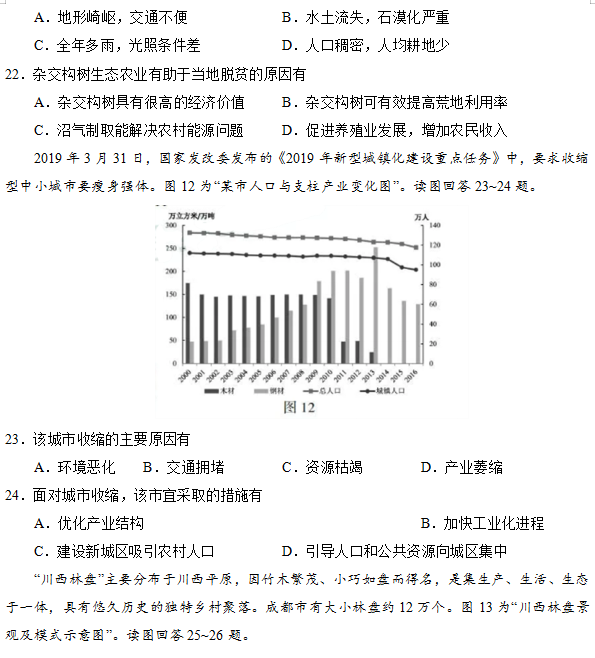 A．地形崎岖，交通不便 B．水土流失，石漠化严重
C．全年多雨，光照条件差 D．人口稠密，人均耕地少
22．杂交构树生态农业有助于当地脱贫的原因有
A．杂交构树具有很高的经济价值 B．杂交构树可有效提高荒地利用率
C．沼气制取能解决农村能源问题 D．促进养殖业发展，增加农民收入
2019 年 3 月 31 日，国家发改委发布的《2019 年新型城镇化建设重点任务》中，要求收缩
型中小城市要瘦身强体。图 12 为“某市人口与支柱产业变化图”。读图回答 23~24 题。
万立方米/万吨 万人
300 140
250 120
200 100
150 80
100 60
50 40
0 20
0
2000 2001 2002 2003 2004 2005 2006 2007 2008 2009 2010 2011 2012 2013 2014 2015 2016
木材 钢材 总人口 城镇人口
图 12
23．该城市收缩的主要原因有
A．环境恶化 B．交通拥堵 C．资源枯竭 D．产业萎缩
24．面对城市收缩，该市宜采取的措施有
A．优化产业结构 B．加快工业化进程
C．建设新城区吸引农村人口 D．引导人口和公共资源向城区集中
“川西林盘”主要分布于川西平原，因竹木繁茂、小巧如盘而得名，是集生产、生活、生态
于一体，具有悠久历史的独特乡村聚落。成都市有大小林盘约 12 万个。图 13 为“川西林盘景
观及模式示意图”。读图回答 25~26 题。